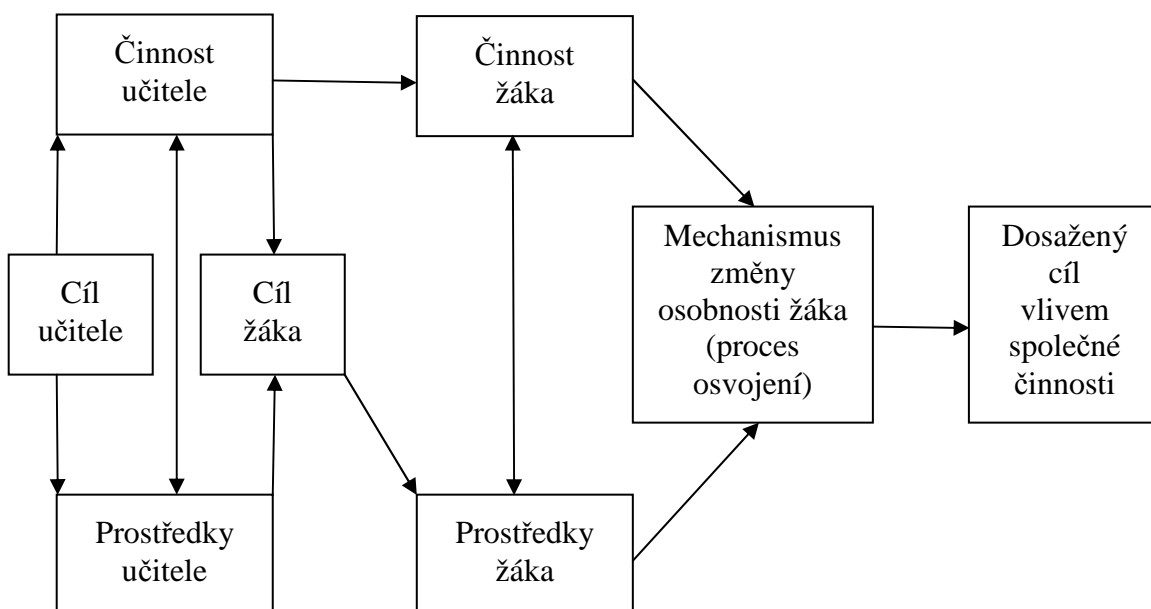 Činnost
učitele
Činnost
žáka
Cíl
učitele
Cíl
žáka
Mechanismus
změny
osobnosti žáka
(proces
osvojení)
Dosažený
cíl
vlivem
společné
činnosti
Prostředky
učitele
Prostředky
žáka